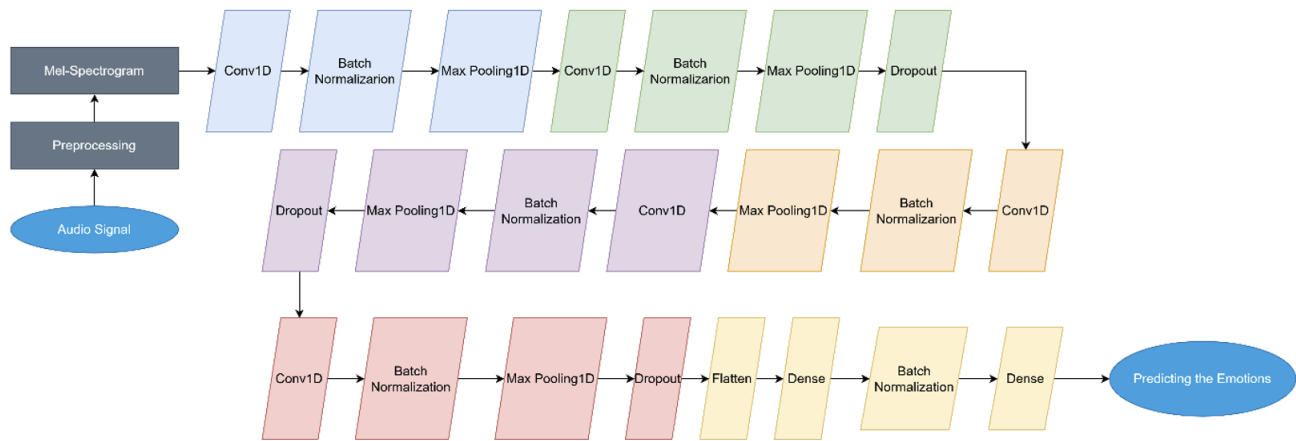 Audio Signal
Preprocessing
Mel-Spectrogram
Conv1D
Batch
Normalizarion
Max Pooling1D
Conv1D
Batch
Normalizarion
Max Pooling1D
Dropout
Conv1D
Batch
Normalizarion
Max Pooling1D
Conv1D
Batch
Normalization
Max Pooling1D
Dropout
Conv1D
Batch
Normalization
Max Pooling1D
Dropout
Flatten
Dense
Batch
Normalization
Dense
Predicting the Emotions